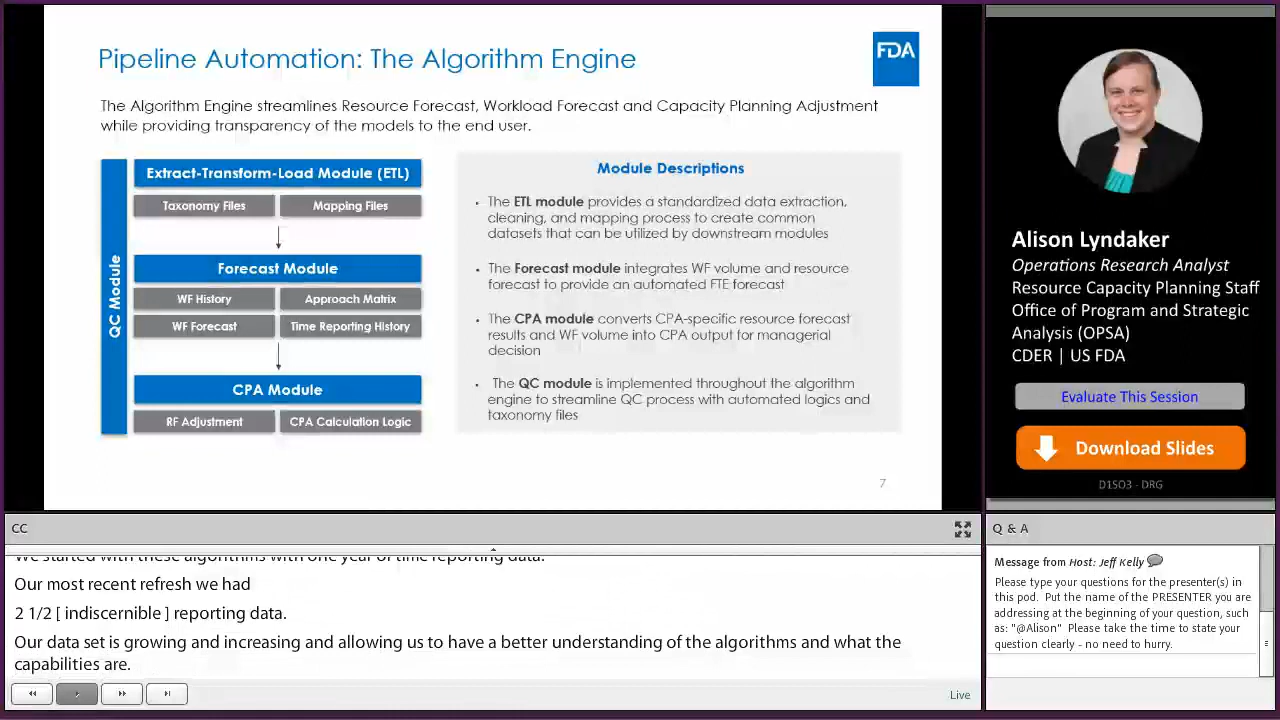 Pipeline Automation: The Algorithm Engine
FDA
The Algorithm Engine streamlines Resource Forecast, Workload Forecast and Capacity Planning Adjustment
while providing transparency of the models to the end user.
QC Module
Extract-Transform-Load Module (ETL)
Taxonomy Files
Mapping Files
Forecast Module
WF History
Approach Matrix
WF Forecast
Time Reporting History
CPA Module
RF Adjustment
CPA Calculation Logic
Module Descriptions
• The ETL module provides a standardized data extraction,
cleaning, and mapping process to create common
datasets that can be utilized by downstream modules
• The Forecast module integrates WF volume and resource
forecast to provide an automated FTE forecast
• The CPA module converts CPA-specific resource forecast
results and WF volume into CPA output for managerial
decision
• The QC module is implemented throughout the algorithm
engine to streamline QC process with automated logics and
taxonomy files
7
Alison Lyndaker
Operations Research Analyst
Resource Capacity Planning Staff
Office of Program and Strategic
Analysis (OPSA)
CDER | US FDA
Evaluate This Session
Download Slides
D1S03 - DRG
CC
We started with these algorithms with one year of time reporting data.
Our most recent refresh we had
2 1/2 [ indiscernible ] reporting data.
Our data set is growing and increasing and allowing us to have a better understanding of the algorithms and what the
capabilities are.
Live
Q & A
Message from Host: Jeff Kelly
Please type your questions for the presenter(s) in
this pod. Put the name of the PRESENTER you are
addressing at the beginning of your question, such
as: "@Alison" Please take the time to state your
question clearly - no need to hurry.